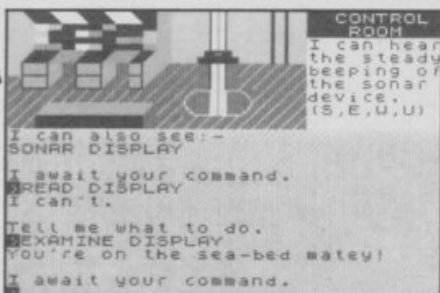 CONTROL
ROOM
I can hear
the steady
beeping of
the sonar
device.
(S,E,W,U)
I can also see:-
SONAR DISPLAY
I await your command.
READ DISPLAY
I can't.
Tell me what to do.
EXAMINE DISPLAY
You're on the sea-bed matey!
I await your command.